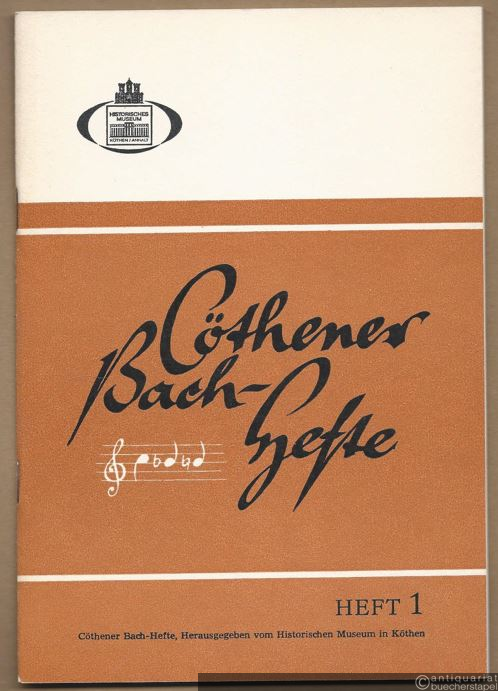 HISTORISCHES
MUSEUM
KÖTHEN/ANHALT
Cöthener
Bach-
Hefte
HEFT 1
Cöthener Bach-Hefte, Herausgegeben vom Historischen Museum in Köthen
antiquariat
buecherstapel